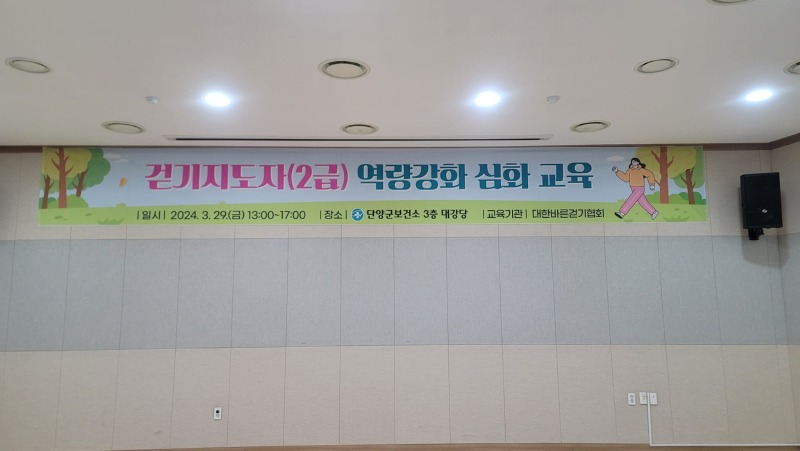 걷기지도자(2급) 역량강화 심화 교육
|일시| 2024. 3. 29.(금) 13:00~17:00 |장소| 단양군보건소 3층 대강당 |교육기관| 대한바른걷기협회